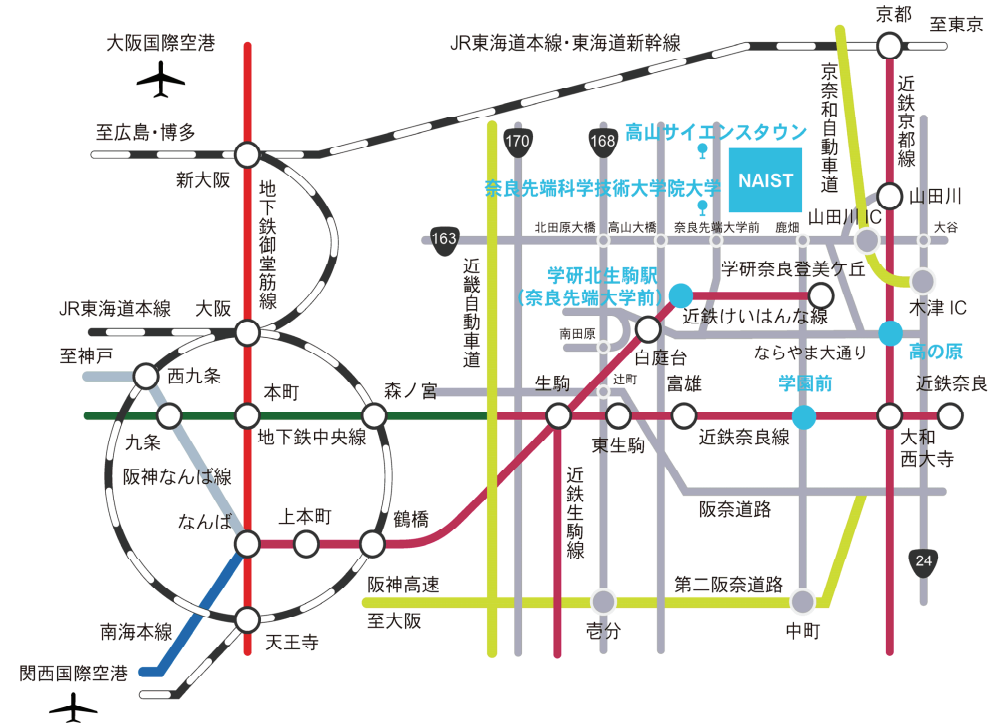 京都
至東京
大阪国際空港
JR東海道本線・東海道新幹線
京奈和自動車道
近鉄京都線
至広島・博多
170
168
高山サイエンスタウン
新大阪
地下鉄御堂筋線
NAIST
奈良先端科学技術大学院大学
山田川
山田川IC
163
北田原大橋
高山大橋
奈良先端大学前
鹿畑
大谷
近畿自動車道
学研北生駒駅
(奈良先端大学前)
学研奈良登美ケ丘
木津IC
JR東海道本線
大阪
近鉄けいはんな線
南田原
白庭台
ならやま大通り
高の原
至神戸
西九条
本町
森ノ宮
生駒
辻町
富雄
学園前
近鉄奈良
九条
地下鉄中央線
東生駒
近鉄奈良線
大和
西大寺
阪神なんば線
近鉄生駒線
なんば
上本町
鶴橋
阪奈道路
24
阪神高速
第二阪奈道路
至大阪
南海本線
天王寺
壱分
中町
関西国際空港